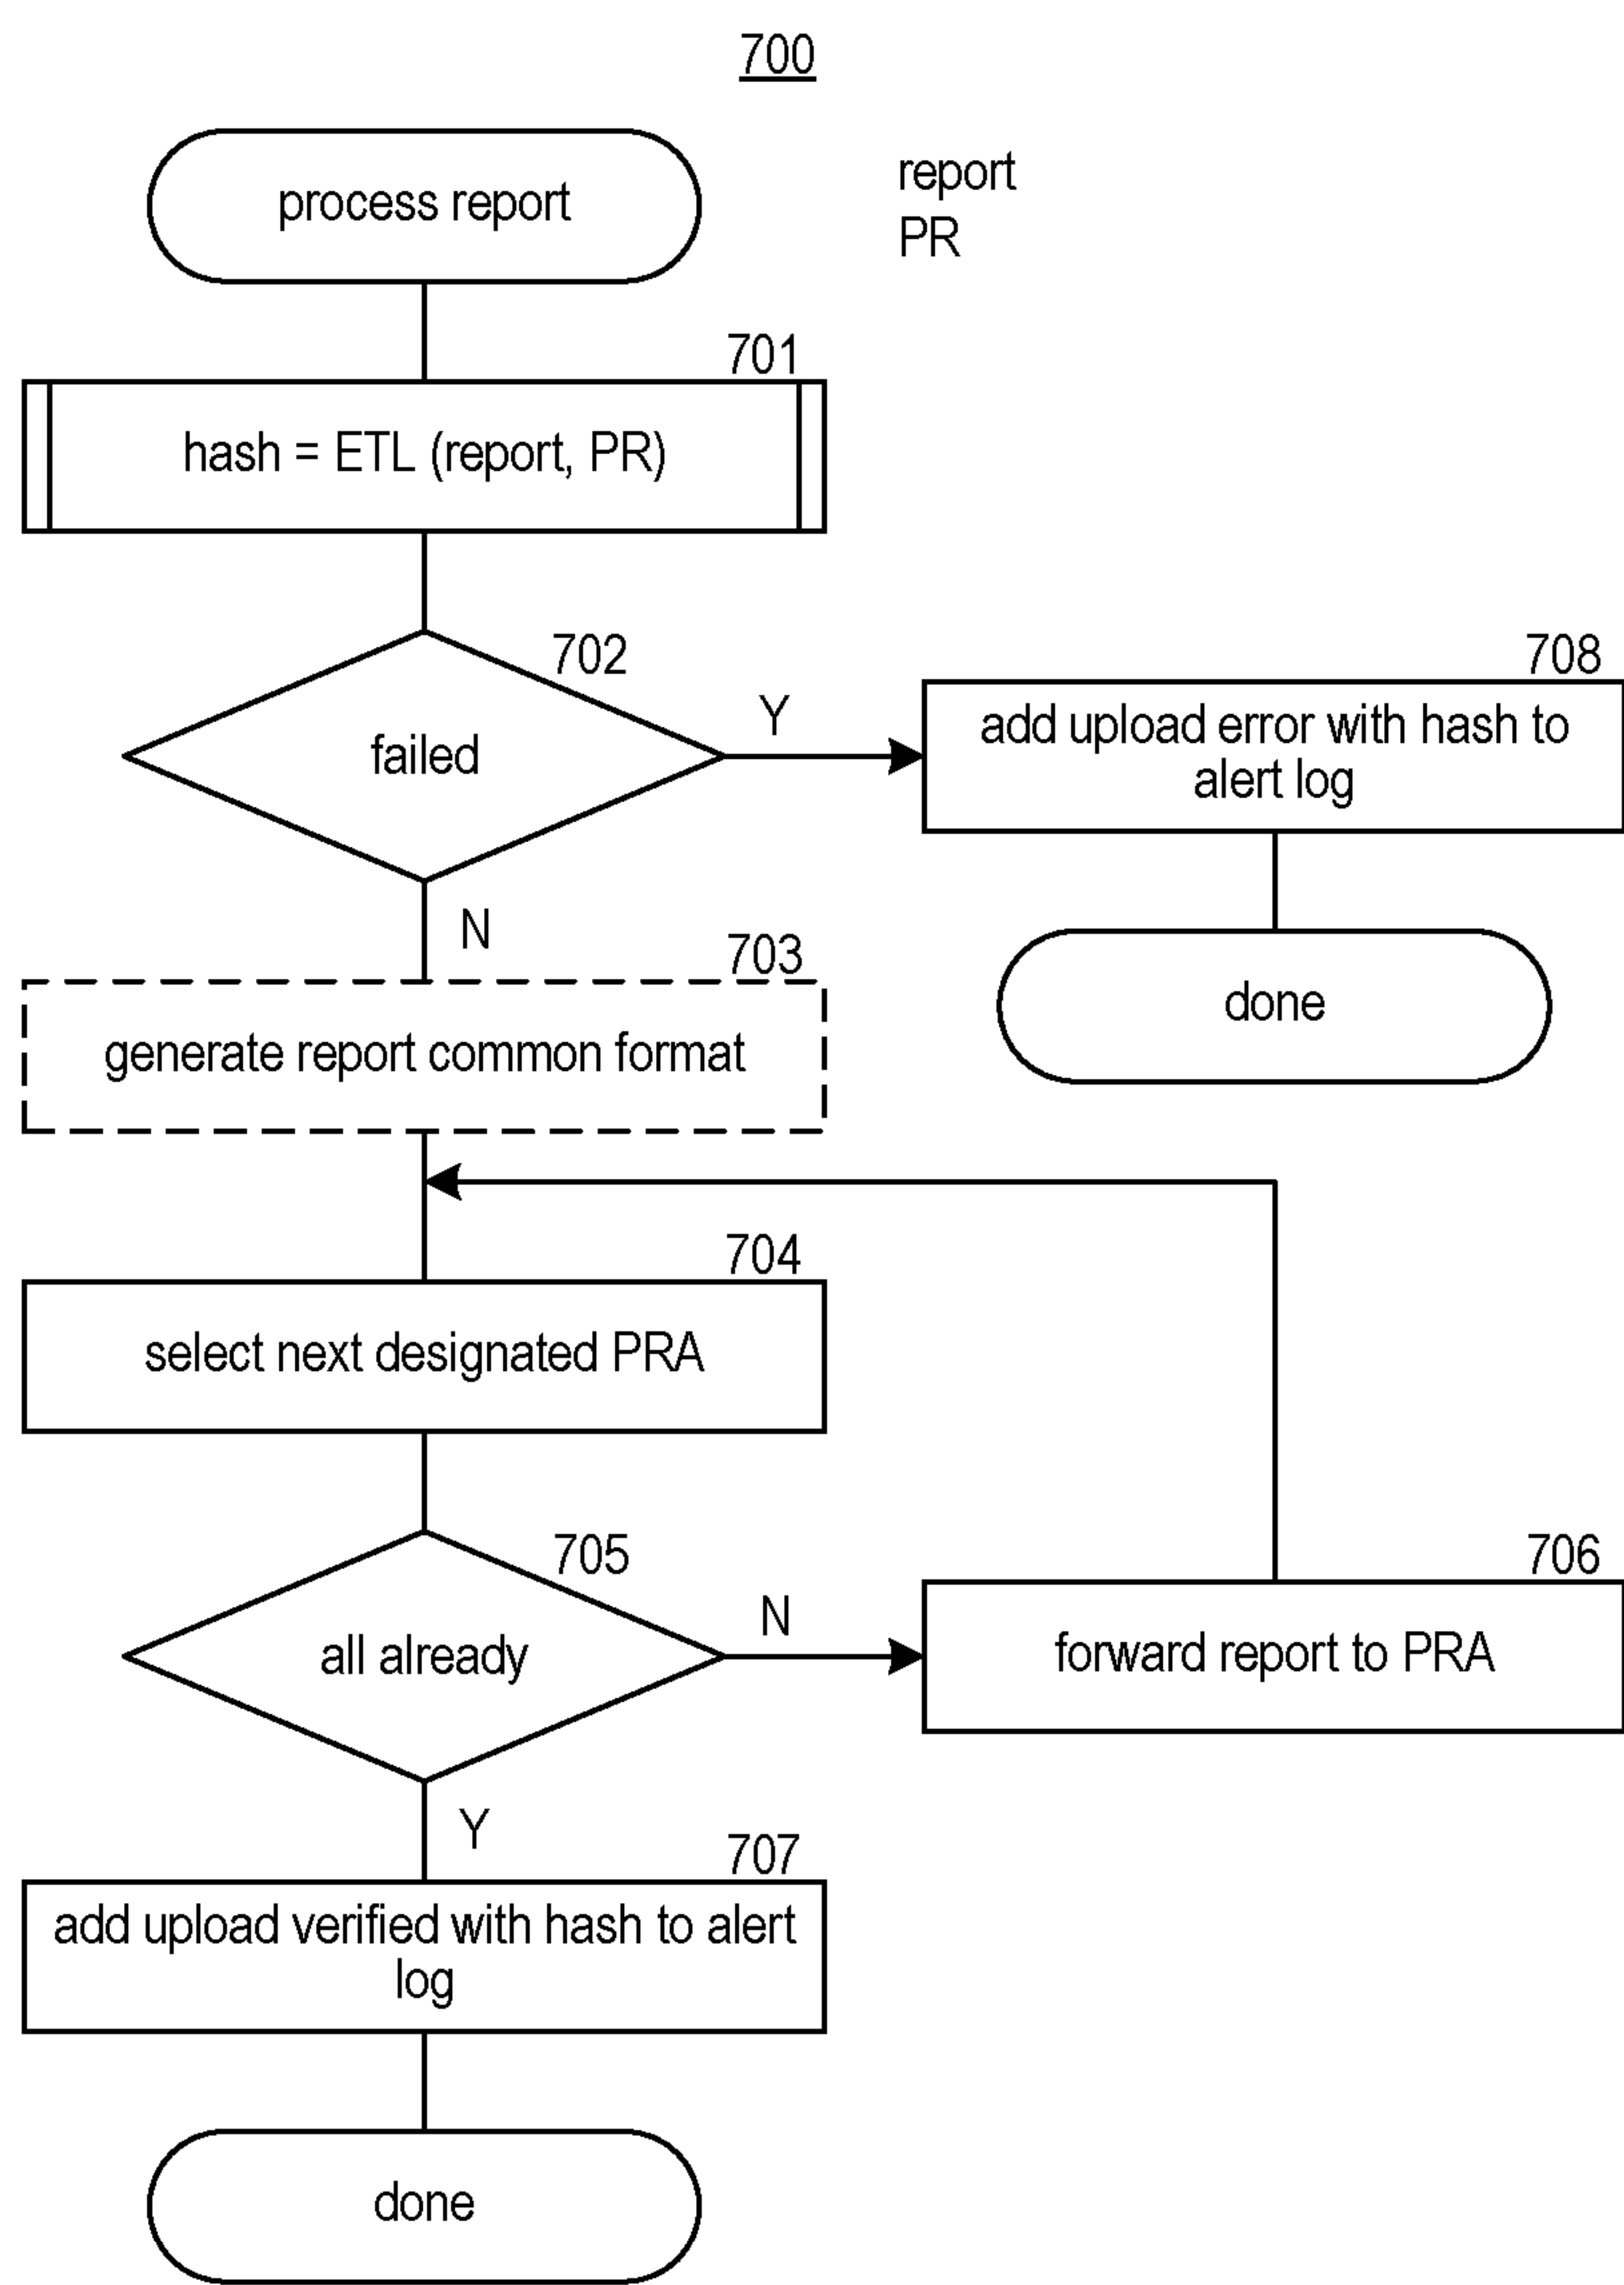 700
process report
report
PR
701
hash = ETL (report, PR)
702
failed
Y
708
add upload error with hash to
alert log
N
703
generate report common format
done
704
select next designated PRA
705
all already
N
706
forward report to PRA
Y
707
add upload verified with hash to alert
log
done